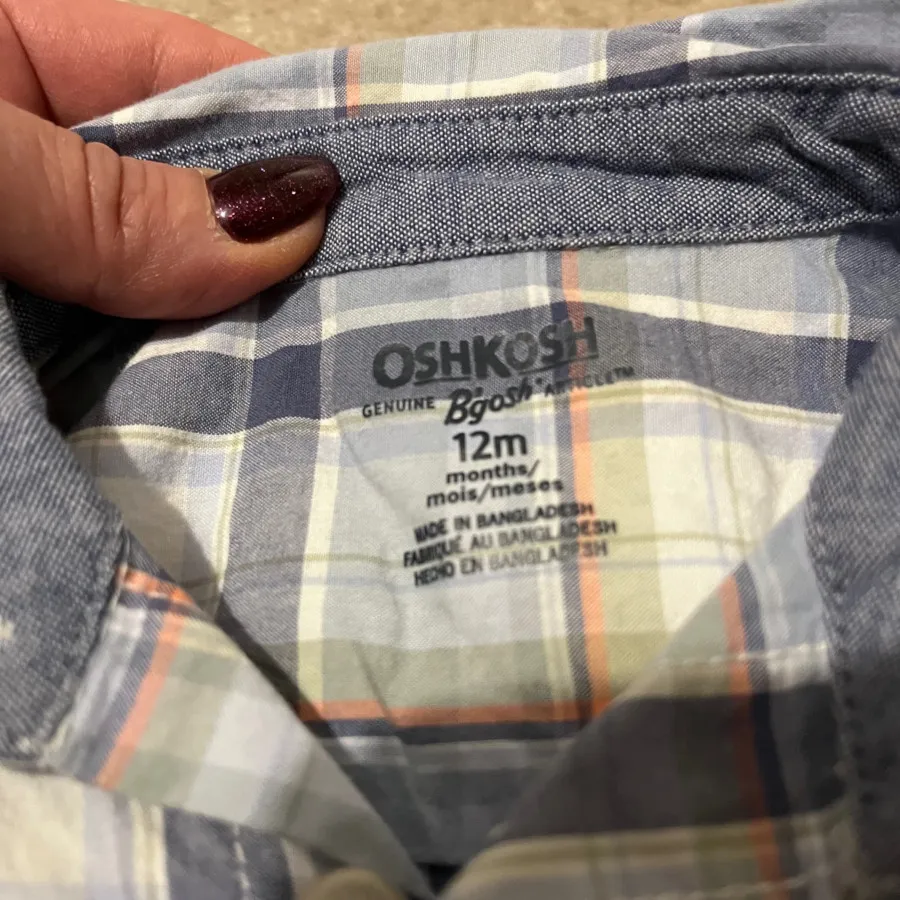 OSHKOSH
GENUINE B'gosh ARTICLE™
12m
months/
mois/meses
MADE IN BANGLADESH
FABRIQUÉ AU BANGLADESH
HECHO EN BANGLADESH